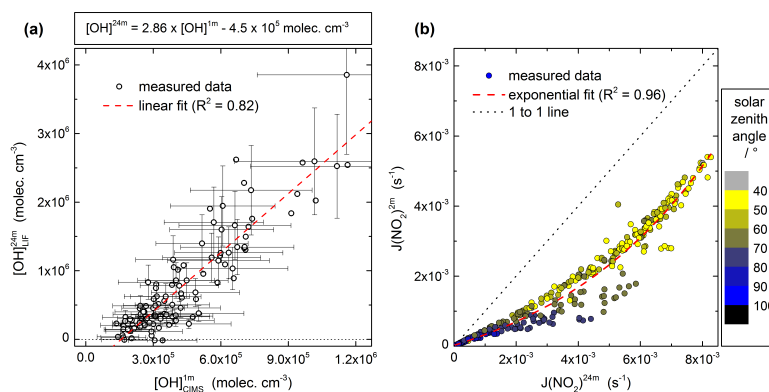 (a)
[OH]²⁴ᵐ = 2.86 x [OH]¹ᵐ - 4.5 x 10⁵ molec. cm⁻³
4x10⁶
3x10⁶
2x10⁶
1x10⁶
0
[OH]²⁴ᵐ_LIF (molec. cm⁻³)
measured data
linear fit (R² = 0.82)
0.0 3.0x10⁵ 6.0x10⁵ 9.0x10⁵ 1.2x10⁶
[OH]¹ᵐ_CIMS (molec. cm⁻³)
(b)
8x10⁻³
6x10⁻³
4x10⁻³
2x10⁻³
0
J(NO₂)²ᵐ (s⁻¹)
measured data
exponential fit (R² = 0.96)
1 to 1 line
0 2x10⁻³ 4x10⁻³ 6x10⁻³ 8x10⁻³
J(NO₂)²⁴ᵐ (s⁻¹)
solar
zenith
angle
/ °
40
50
60
70
80
90
100